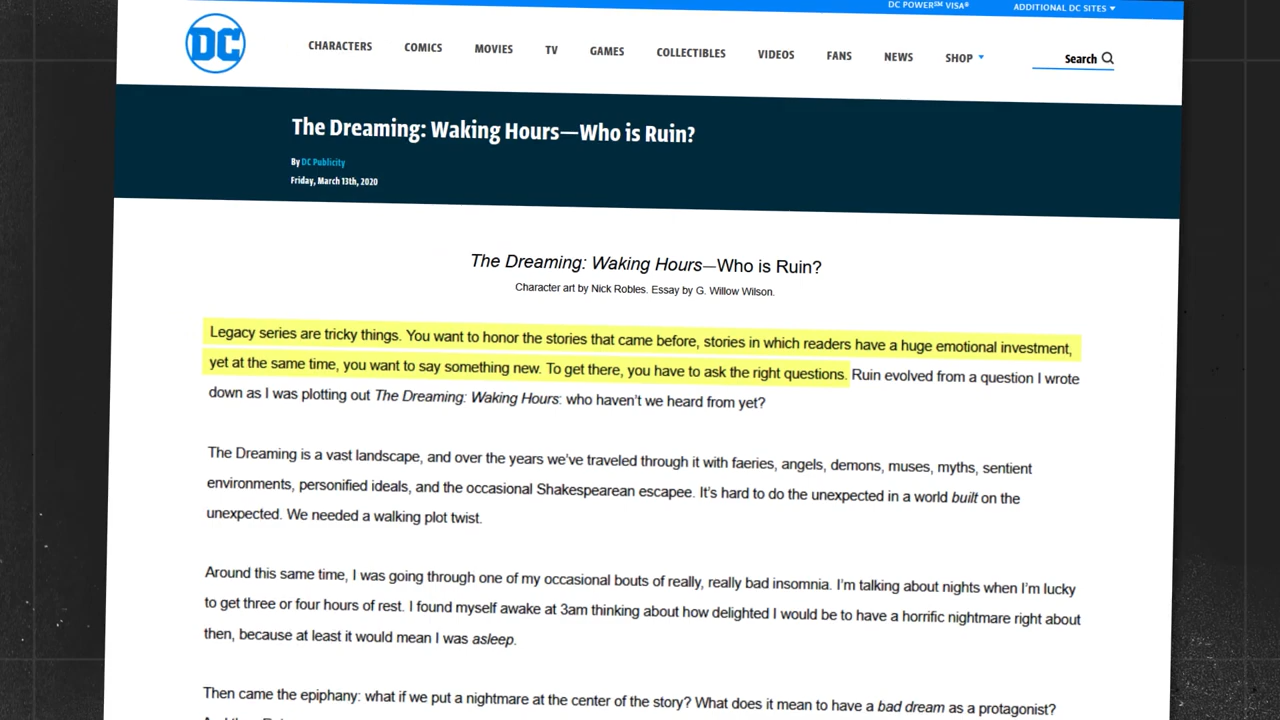 DC POWER℠ VISA® ADDITIONAL DC SITES
DC CHARACTERS COMICS MOVIES TV GAMES COLLECTIBLES VIDEOS FANS NEWS SHOP Search
The Dreaming: Waking Hours—Who is Ruin?
By DC Publicity
Friday, March 13th, 2020
The Dreaming: Waking Hours—Who is Ruin?
Character art by Nick Robles. Essay by G. Willow Wilson.
Legacy series are tricky things. You want to honor the stories that came before, stories in which readers have a huge emotional investment,
yet at the same time, you want to say something new. To get there, you have to ask the right questions. Ruin evolved from a question I wrote
down as I was plotting out The Dreaming: Waking Hours: who haven't we heard from yet?
The Dreaming is a vast landscape, and over the years we've traveled through it with faeries, angels, demons, muses, myths, sentient
environments, personified ideals, and the occasional Shakespearean escapee. It's hard to do the unexpected in a world built on the
unexpected. We needed a walking plot twist.
Around this same time, I was going through one of my occasional bouts of really, really bad insomnia. I'm talking about nights when I'm lucky
to get three or four hours of rest. I found myself awake at 3am thinking about how delighted I would be to have a horrific nightmare right about
then, because at least it would mean I was asleep.
Then came the epiphany: what if we put a nightmare at the center of the story? What does it mean to have a bad dream as a protagonist?